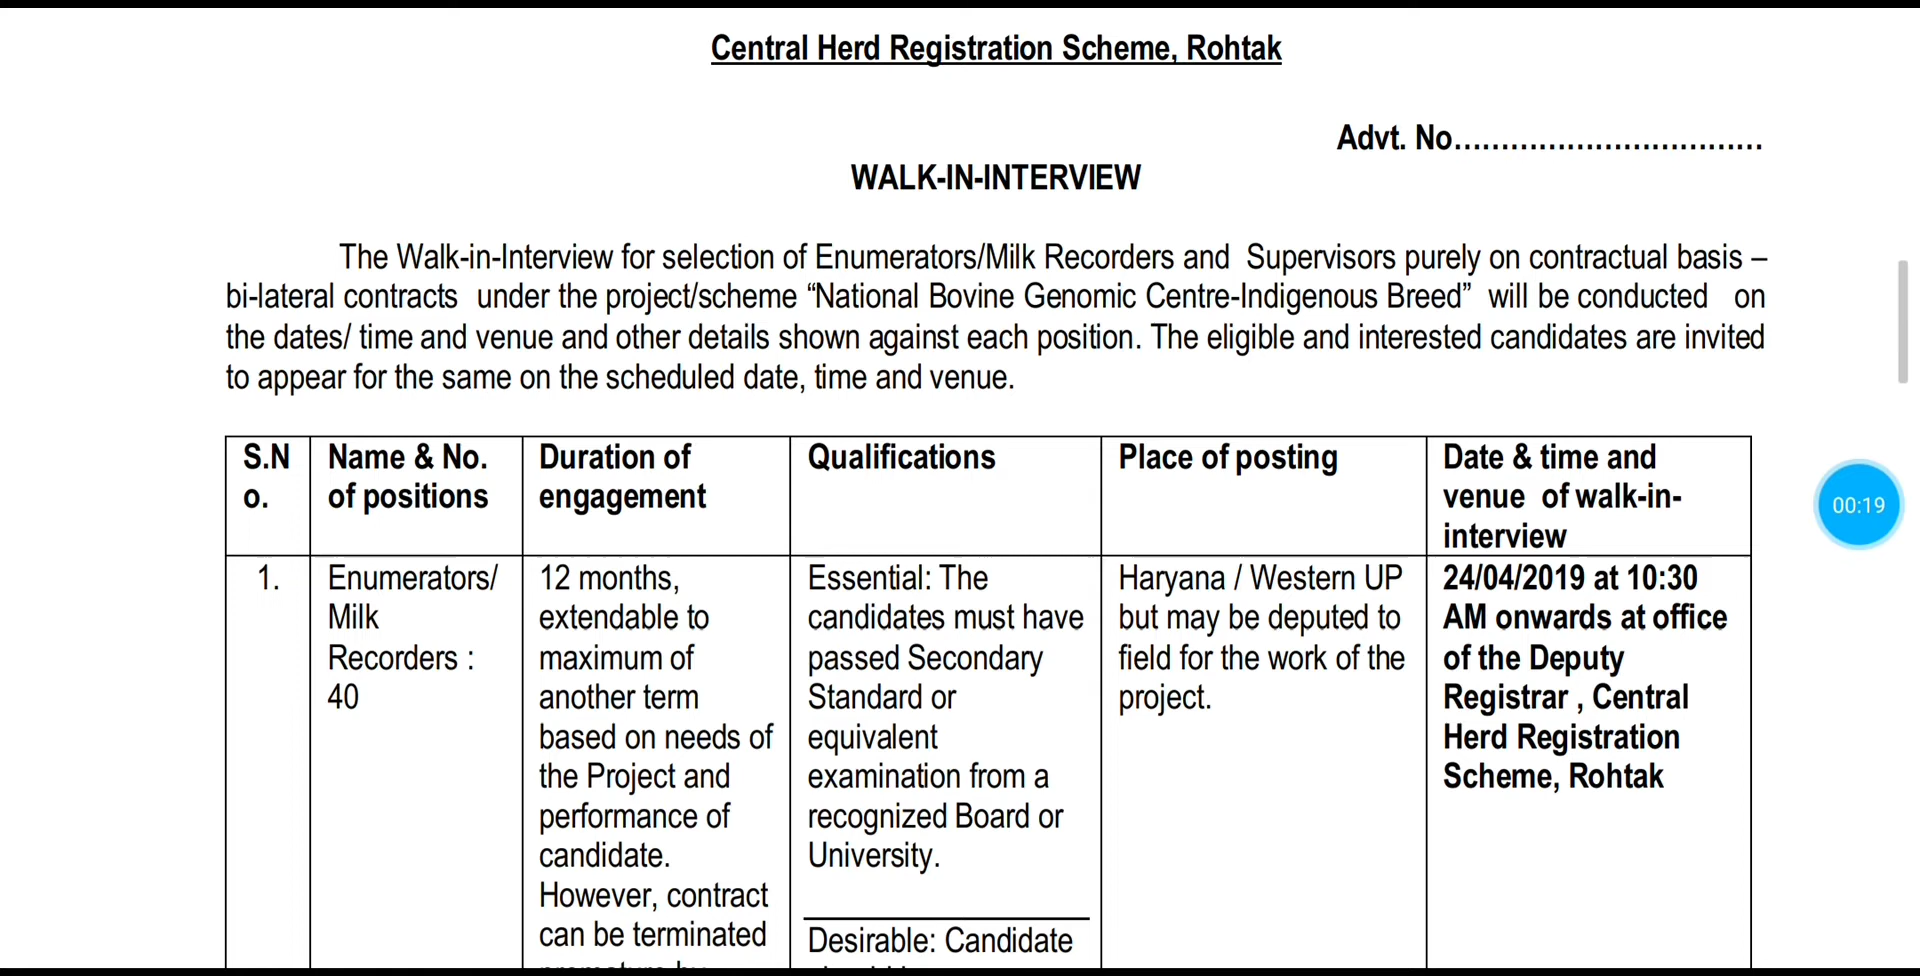 Central Herd Registration Scheme, Rohtak
Advt. No.................................
WALK-IN-INTERVIEW
The Walk-in-Interview for selection of Enumerators/Milk Recorders and Supervisors purely on contractual basis –
bi-lateral contracts under the project/scheme “National Bovine Genomic Centre-Indigenous Breed” will be conducted on
the dates/ time and venue and other details shown against each position. The eligible and interested candidates are invited
to appear for the same on the scheduled date, time and venue.
S.N
o.
Name & No.
of positions
Duration of
engagement
Qualifications
Place of posting
Date & time and
venue of walk-in-
interview
1.
Enumerators/
Milk
Recorders :
40
12 months,
extendable to
maximum of
another term
based on needs of
the Project and
performance of
candidate.
However, contract
can be terminated
Essential: The
candidates must have
passed Secondary
Standard or
equivalent
examination from a
recognized Board or
University.
Desirable: Candidate
Haryana / Western UP
but may be deputed to
field for the work of the
project.
24/04/2019 at 10:30
AM onwards at office
of the Deputy
Registrar , Central
Herd Registration
Scheme, Rohtak
00:19